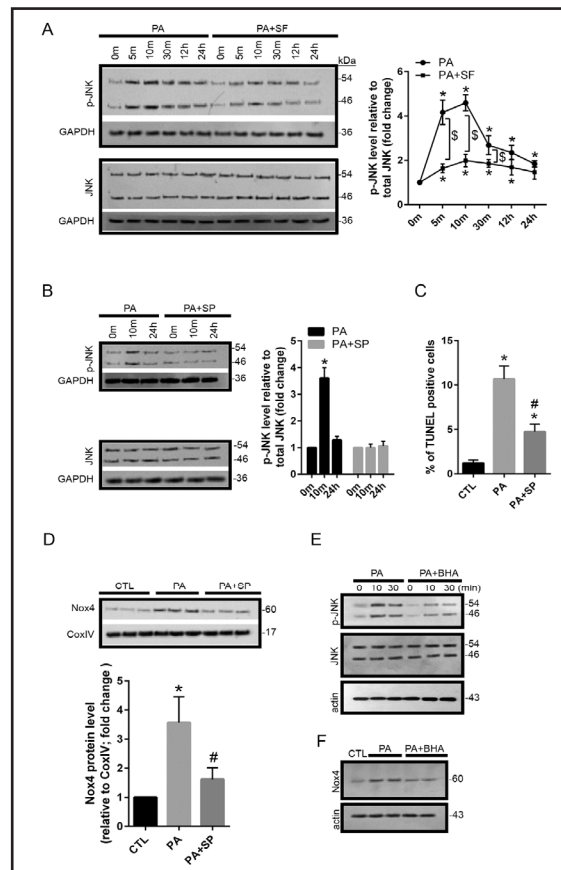 A
PA PA+SF
0m 5m 10m 30m 12h 24h 0m 5m 10m 30m 12h 24h
kDa
p-JNK
-54
-46
GAPDH -36
JNK
-54
-46
GAPDH -36
PA
PA+SF
p-JNK level relative to
total JNK (fold change)
6
4
2
0
* * * * *
$ $ $
* * * *
0m 5m 10m 30m 12h 24h
B
PA PA+SP
0m 10m 24h 0m 10m 24h
p-JNK
-54
-46
GAPDH -36
JNK
-54
-46
GAPDH -36
PA
PA+SP
p-JNK level relative to
total JNK (fold change)
5
4
3
2
1
0
*
0m 10m 24h 0m 10m 24h
C
% of TUNEL positive cells
15
10
5
0
*
#
*
CTL PA PA+SP
D
CTL PA PA+SP
Nox4 -60
CoxIV -17
Nox4 protein level
(relative to CoxIV; fold change )
5
4
3
2
1
0
*
#
CTL PA PA+SP
E
PA PA+BHA
0 10 30 0 10 30 (min)
p-JNK
-54
-46
JNK
-54
-46
actin -43
F
CTL PA PA+BHA
Nox4 -60
actin -43